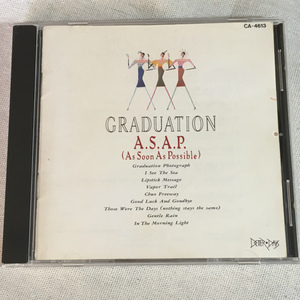 CA-4613
GRADUATION
A.S.A.P.
(As Soon As Possible)
Graduation Photograph
I See The Sea
Lipstick Message
Vapor Trail
Chuo Freeway
Good Luck And Goodbye
Those Were The Days (nothing stays the same)
Gentle Rain
In The Morning Light